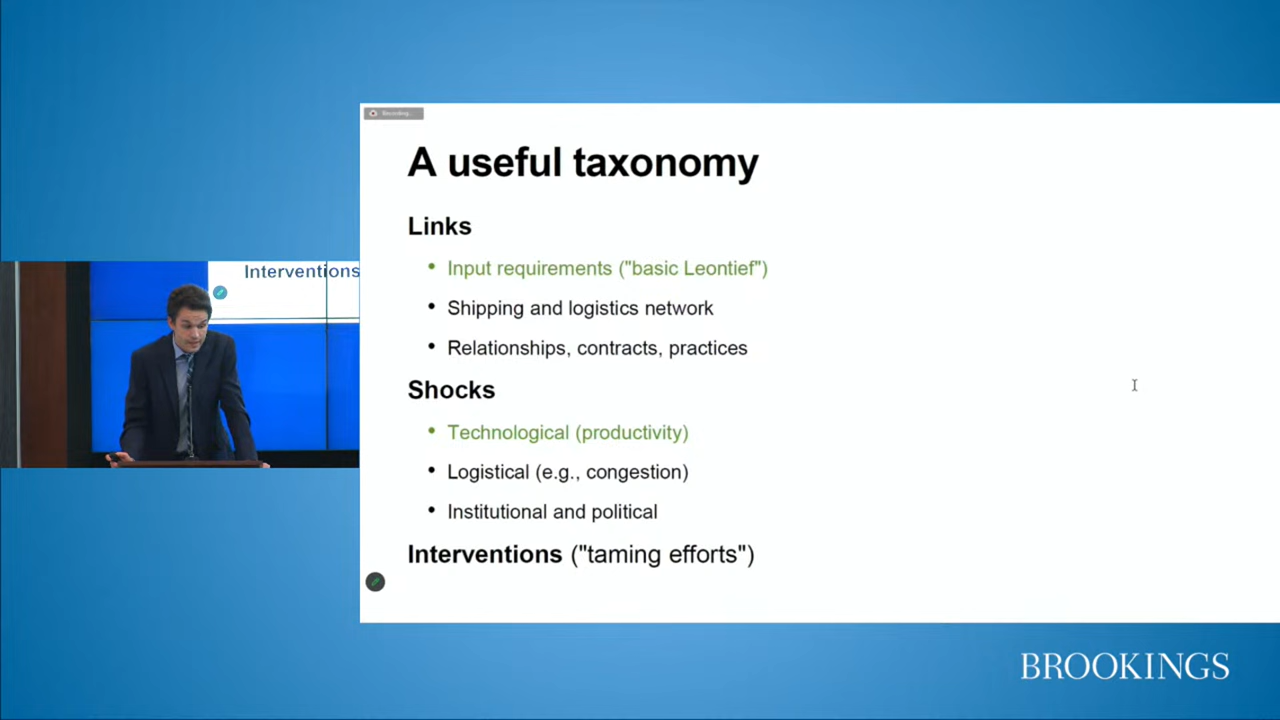 Recording...
A useful taxonomy
Links
• Input requirements ("basic Leontief")
• Shipping and logistics network
• Relationships, contracts, practices
Shocks
• Technological (productivity)
• Logistical (e.g., congestion)
• Institutional and political
Interventions ("taming efforts")
Interventions
BROOKINGS